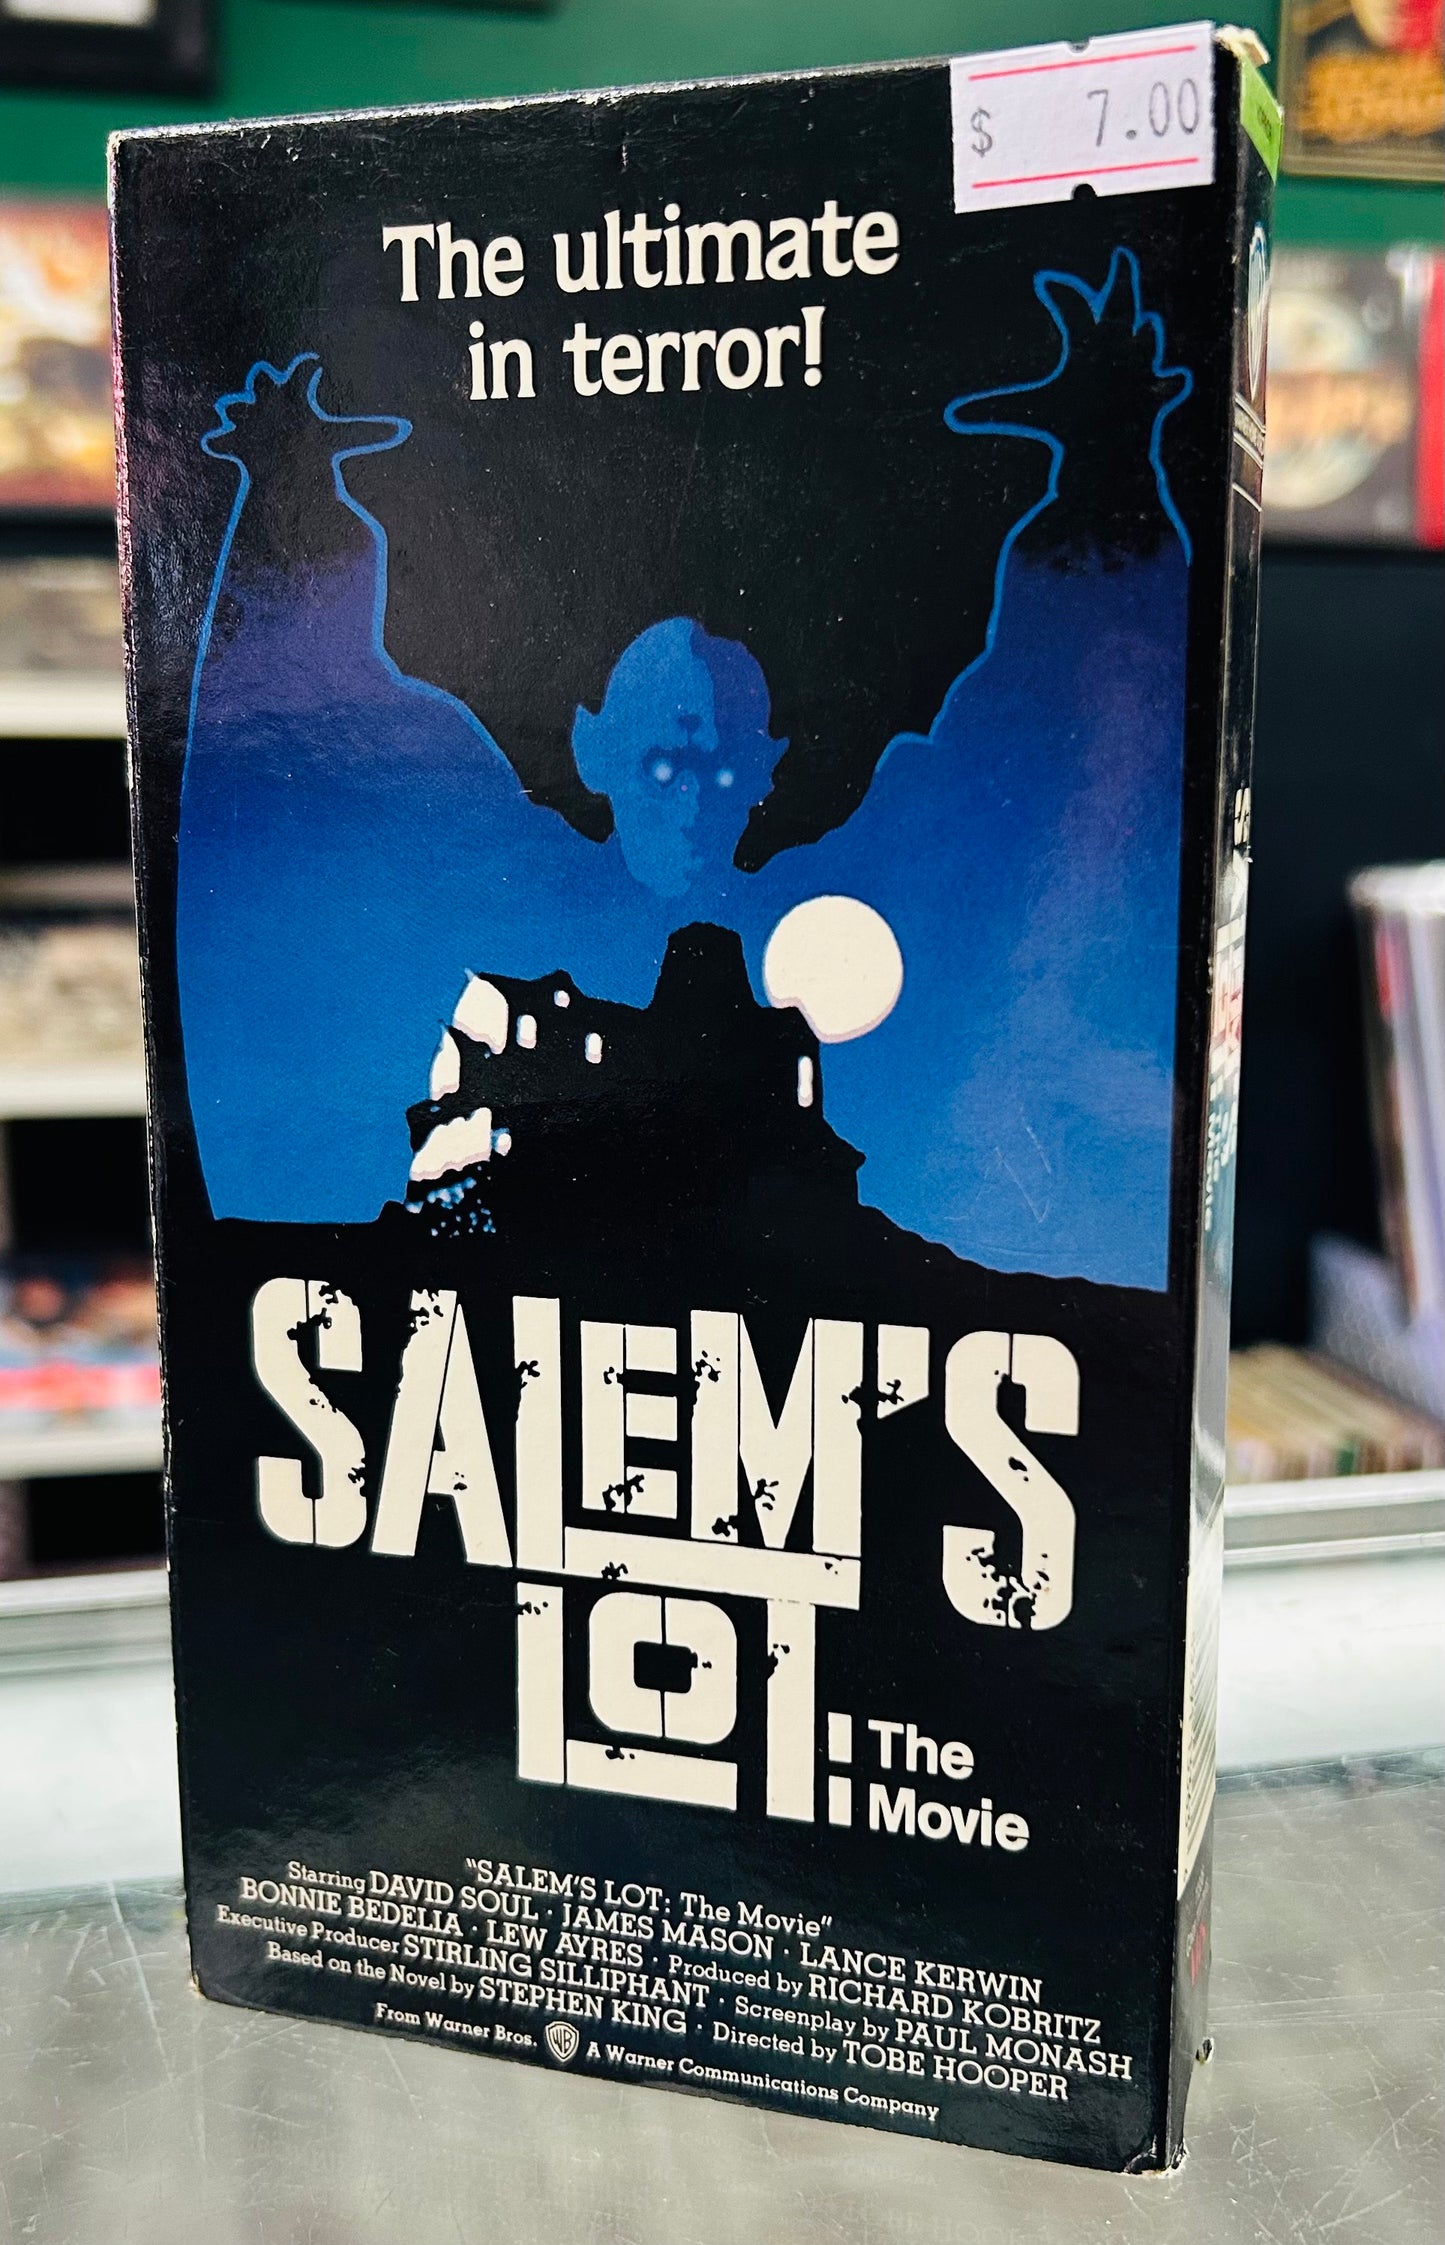 $ 7.00
The ultimate
in terror!
SALEM'S
LOT:
The
Movie
"SALEM'S LOT: The Movie"
Starring DAVID SOUL · JAMES MASON · LANCE KERWIN
BONNIE BEDELIA · LEW AYRES · Produced by RICHARD KOBRITZ
Executive Producer STIRLING SILLIPHANT · Screenplay by PAUL MONASH
Based on the Novel by STEPHEN KING · Directed by TOBE HOOPER
From Warner Bros. WB A Warner Communications Company